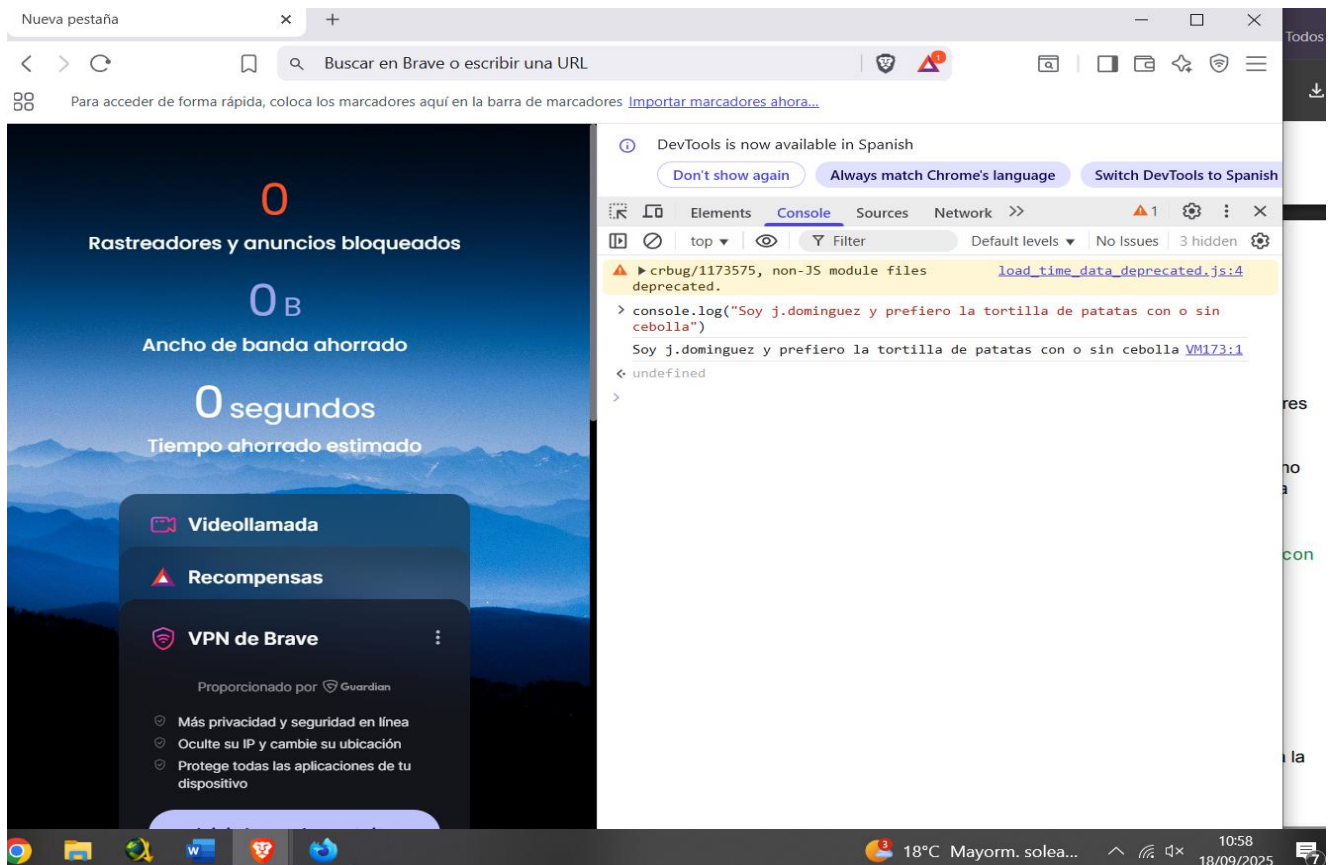 Nueva pestaña
Todos
Buscar en Brave o escribir una URL
1
Para acceder de forma rápida, coloca los marcadores aquí en la barra de marcadores Importar marcadores ahora...
0
Rastreadores y anuncios bloqueados
0 B
Ancho de banda ahorrado
0 segundos
Tiempo ahorrado estimado
Videollamada
Recompensas
VPN de Brave
Proporcionado por Guardian
Más privacidad y seguridad en línea
Oculte su IP y cambie su ubicación
Protege todas las aplicaciones de tu
dispositivo
DevTools is now available in Spanish
Don't show again Always match Chrome's language Switch DevTools to Spanish
Elements Console Sources Network 1
top Filter Default levels No Issues 3 hidden
crbug/1173575, non-JS module files load_time_data_deprecated.js:4
deprecated.
> console.log("Soy j.dominguez y prefiero la tortilla de patatas con o sin
cebolla")
Soy j.dominguez y prefiero la tortilla de patatas con o sin cebolla VM173:1
undefined
>
res
no
a
con
la
3 18°C Mayorm. solea... 10:58
18/09/2025 7